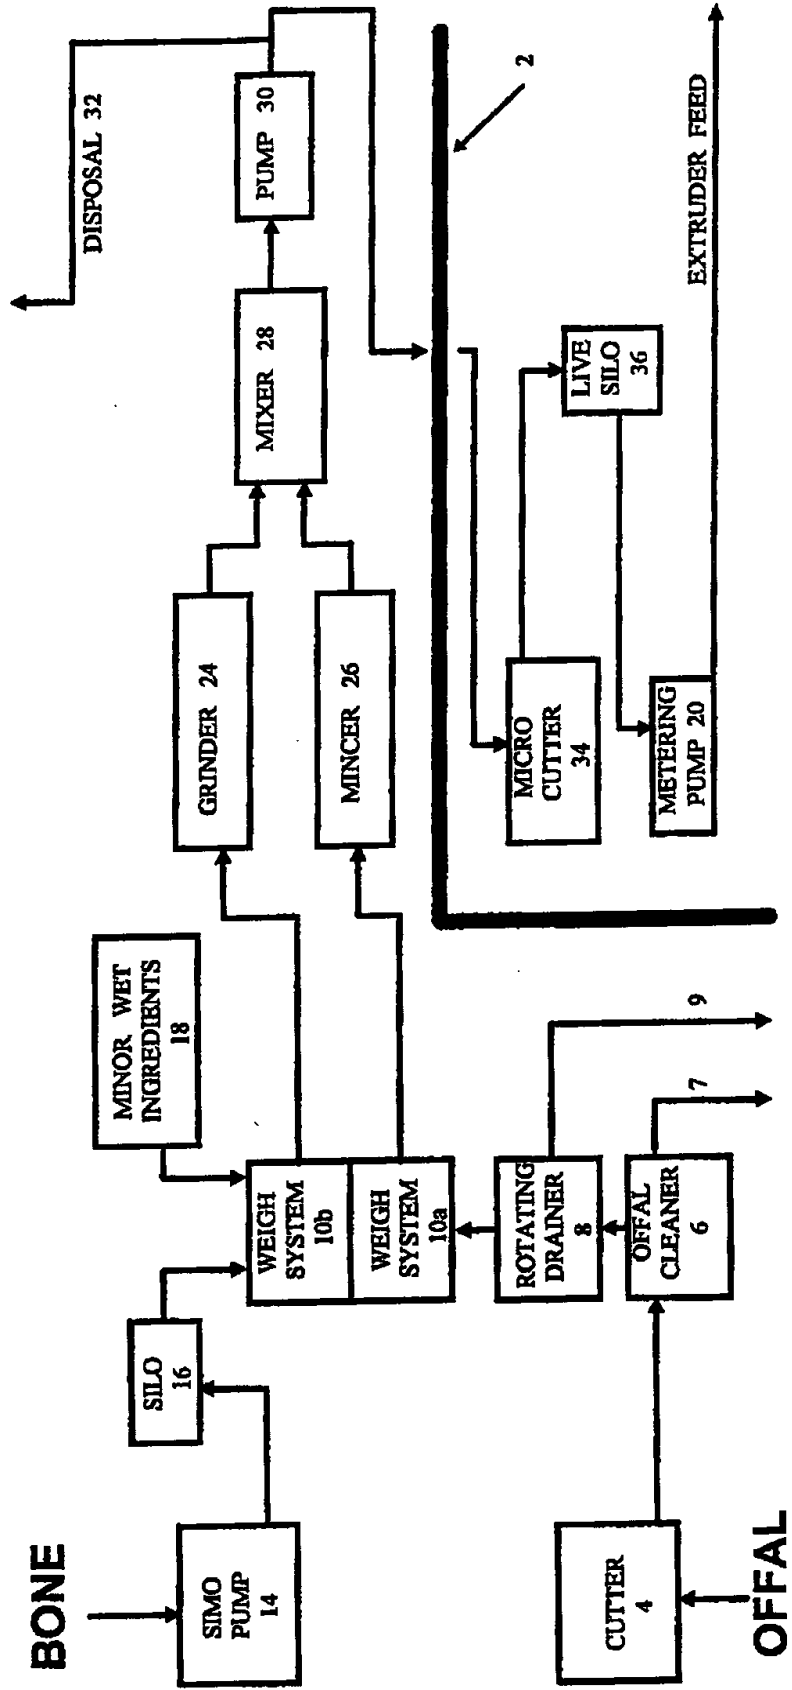 BONE
SIMO
PUMP
14
SILO
16
MINOR WET
INGREDIENTS
18
WEIGH
SYSTEM
10b
WEIGH
SYSTEM
10a
GRINDER 24
MINCER 26
MIXER 28
PUMP 30
DISPOSAL 32
OFFAL
CUTTER
4
OFFAL
CLEANER
6
ROTATING
DRAINER
8
7
9
2
MICRO
CUTTER
34
LIVE
SILO
36
METERING
PUMP 20
EXTRUDER FEED